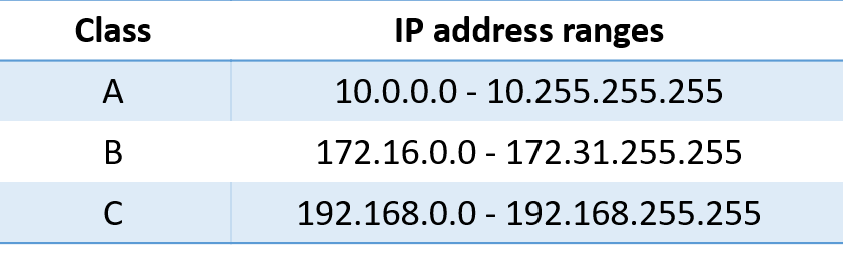 Class IP address ranges
A 10.0.0.0 - 10.255.255.255
B 172.16.0.0 - 172.31.255.255
C 192.168.0.0 - 192.168.255.255